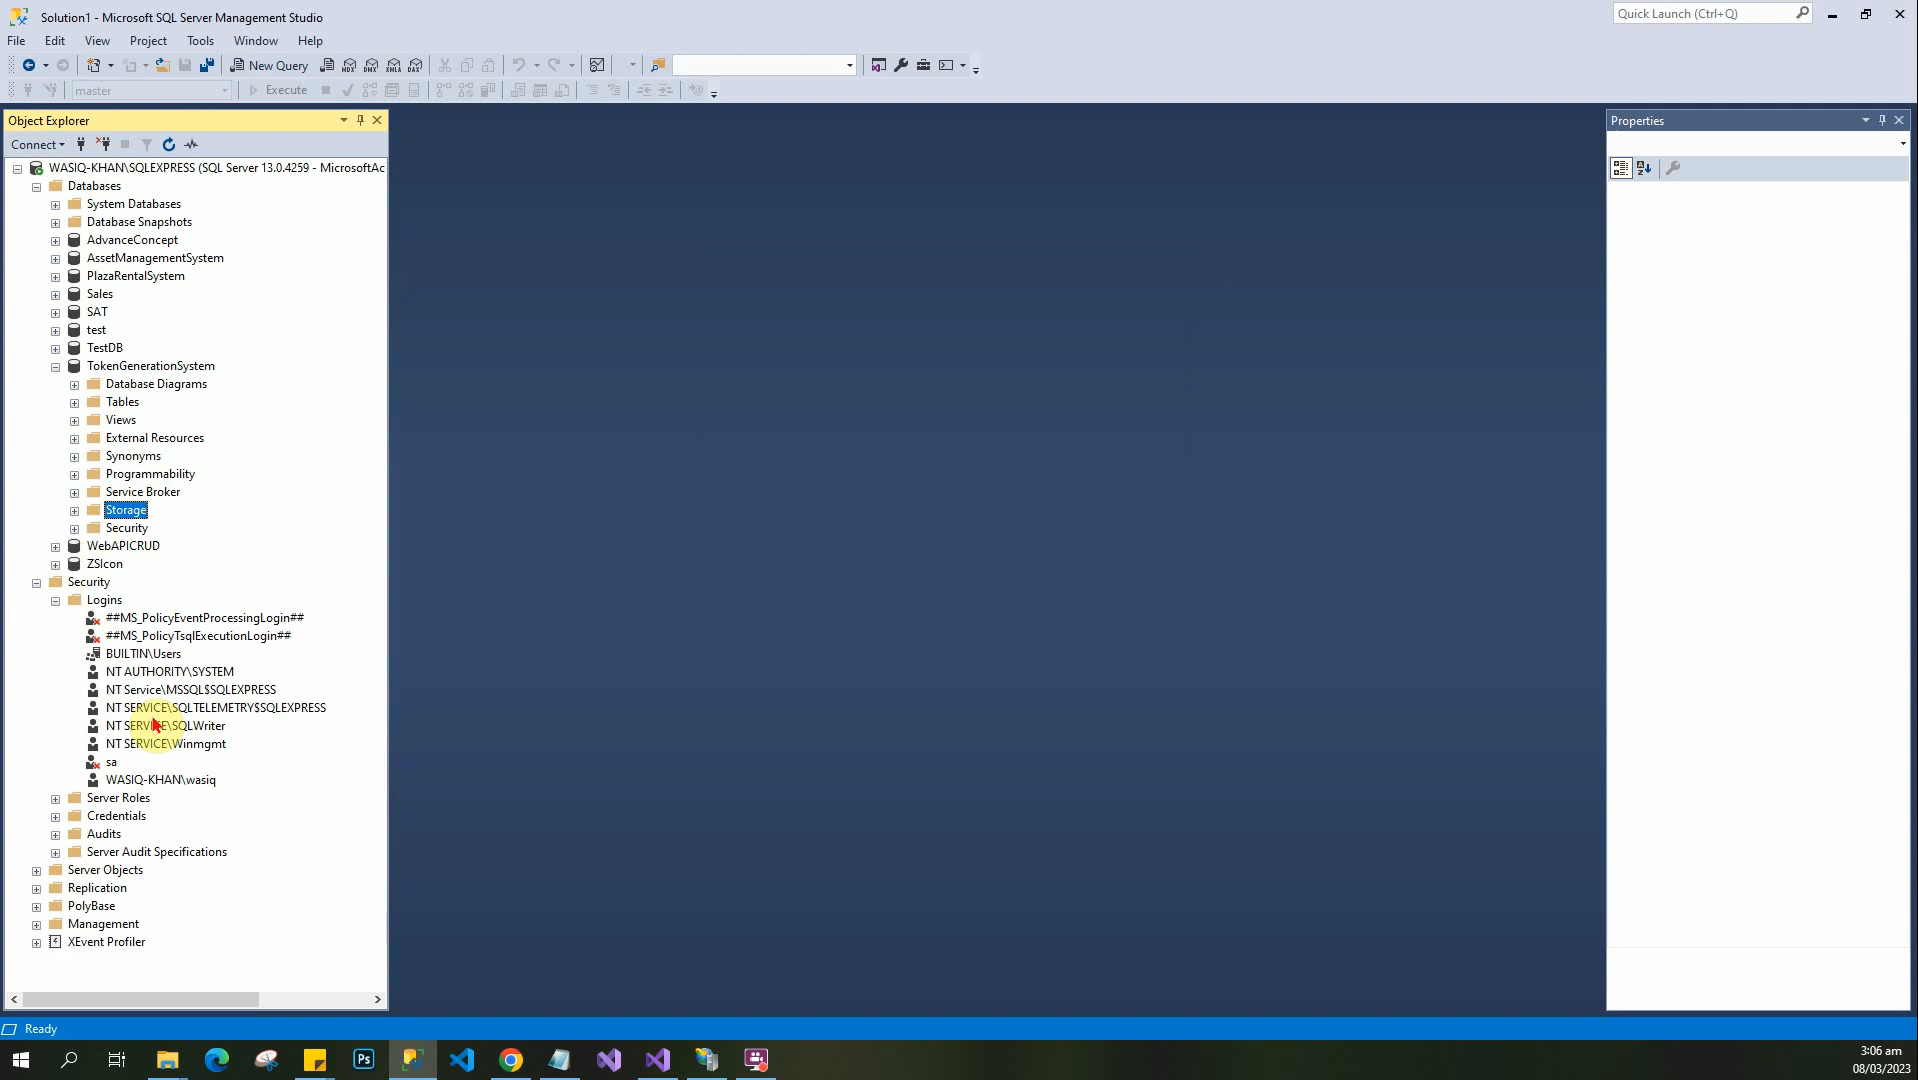 Solution1 - Microsoft SQL Server Management Studio
Quick Launch (Ctrl+Q)
File Edit View Project Tools Window Help
New Query
MDX DMX XMLA DAX
master
Execute
Object Explorer
Properties
Connect
WASIQ-KHAN\SQLEXPRESS (SQL Server 13.0.4259 - MicrosoftAc
Databases
System Databases
Database Snapshots
AdvanceConcept
AssetManagementSystem
PlazaRentalSystem
Sales
SAT
test
TestDB
TokenGenerationSystem
Database Diagrams
Tables
Views
External Resources
Synonyms
Programmability
Service Broker
Storage
Security
WebAPICRUD
ZSIcon
Security
Logins
##MS_PolicyEventProcessingLogin##
##MS_PolicyTsqlExecutionLogin##
BUILTIN\Users
NT AUTHORITY\SYSTEM
NT Service\MSSQL$SQLEXPRESS
NT SERVICE\SQLTELEMETRY$SQLEXPRESS
NT SERVICE\SQLWriter
NT SERVICE\Winmgmt
sa
WASIQ-KHAN\wasiq
Server Roles
Credentials
Audits
Server Audit Specifications
Server Objects
Replication
PolyBase
Management
XEvent Profiler
Ready
Ps
3:06 am
08/03/2023